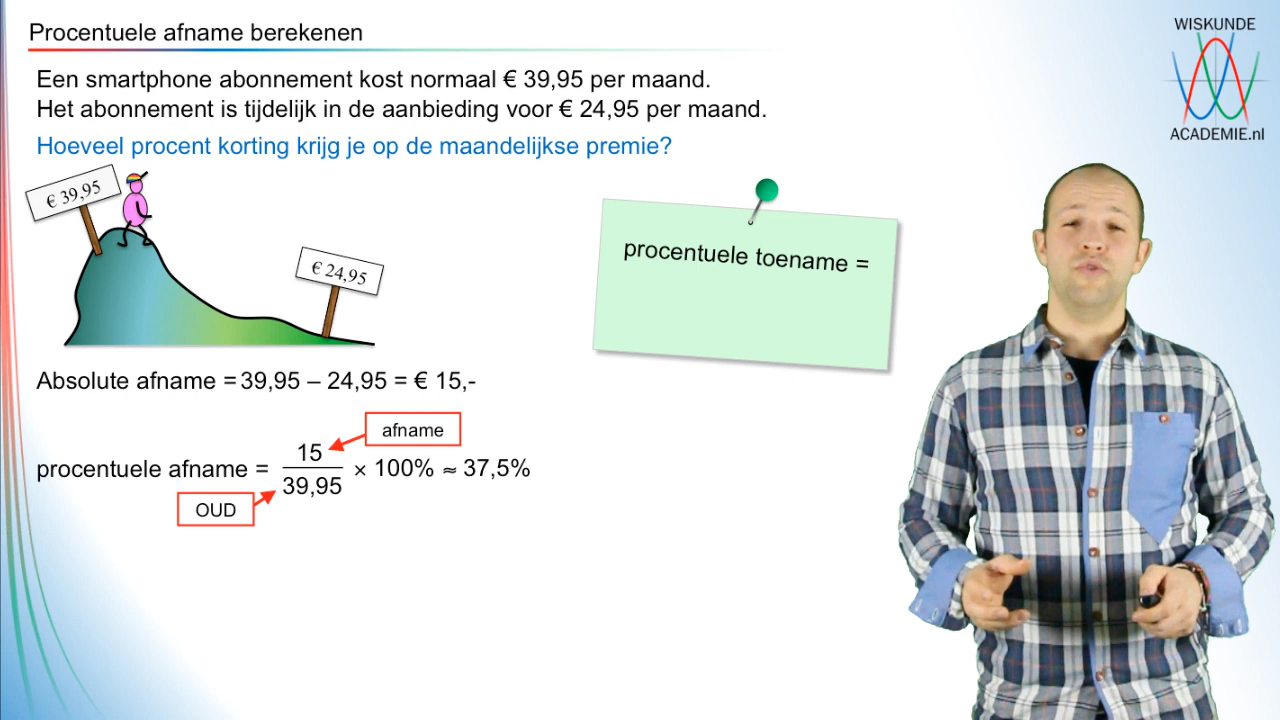 Procentuele afname berekenen
WISKUNDE
ACADEMIE.nl
Een smartphone abonnement kost normaal € 39,95 per maand.
Het abonnement is tijdelijk in de aanbieding voor € 24,95 per maand.
Hoeveel procent korting krijg je op de maandelijkse premie?
€ 39,95
€ 24,95
procentuele toename =
Absolute afname = 39,95 – 24,95 = € 15,-
afname
procentuele afname = 15/39,95 × 100% ≈ 37,5%
OUD